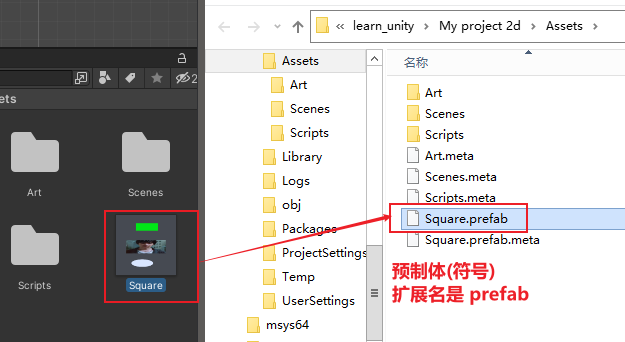 2
ets
Art
Scenes
Scripts
Square
learn_unity
My project 2d
Assets
Assets
Art
Scenes
Scripts
Library
Logs
obj
Packages
ProjectSettings
Temp
UserSettings
msys64
名称
Art
Scenes
Scripts
Art.meta
Scenes.meta
Scripts.meta
Square.prefab
Square.prefab.meta
预制体(符号)
扩展名是 prefab